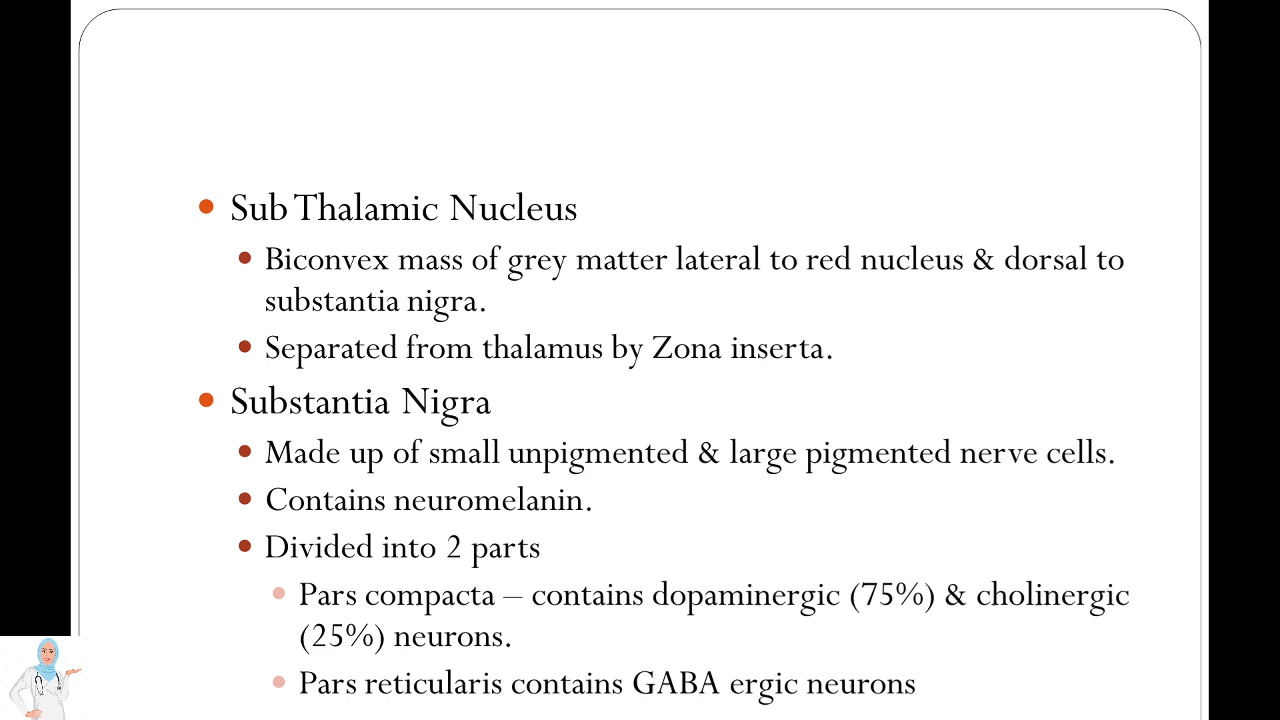 Sub Thalamic Nucleus
Biconvex mass of grey matter lateral to red nucleus & dorsal to
substantia nigra.
Separated from thalamus by Zona inserta.
Substantia Nigra
Made up of small unpigmented & large pigmented nerve cells.
Contains neuromelanin.
Divided into 2 parts
Pars compacta – contains dopaminergic (75%) & cholinergic
(25%) neurons.
Pars reticularis contains GABA ergic neurons